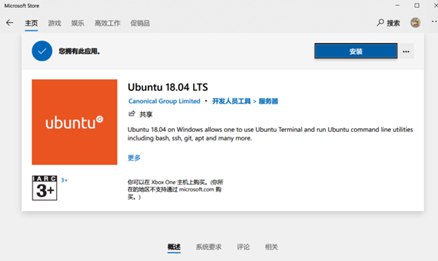 Microsoft Store
主页 游戏 娱乐 高效工作 促销品 搜索
您拥有此应用。 安装
Ubuntu 18.04 LTS
Canonical Group Limited • 开发人员工具 > 服务器
共享
ubuntu
Ubuntu 18.04 on Windows allows one to use Ubuntu Terminal and run Ubuntu command line utilities
including bash, ssh, git, apt and many more.
更多
IARC
3+
3+
你可以在 Xbox One 主机上购买。(你所
在的地区不支持通过 microsoft.com 购
买。)
概述 系统要求 评论 相关